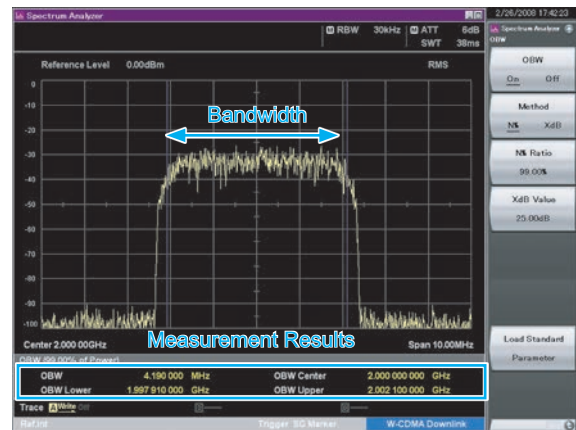 Spectrum Analyzer
2/26/2008 17:42:23
RBW 30kHz ATT 6dB
SWT 38ms
Spectrum Analyzer
OBW
Reference Level 0.00dBm RMS
OBW
On Off
0
-10
Bandwidth
Method
N% XdB
-20
-30
N% Ratio
99.00%
-40
-50
XdB Value
25.00dB
-60
-70
-80
-90
-100
Measurement Results
Center 2.000 00GHz Span 10.00MHz
Load Standard
Parameter
OBW (99.00% of Power)
OBW 4.190 000 MHz OBW Center 2.000 000 000 GHz
OBW Lower 1.997 910 000 GHz OBW Upper 2.002 100 000 GHz
Trace A Write Off
Ref.Int Trigger SG Marker W-CDMA Downlink